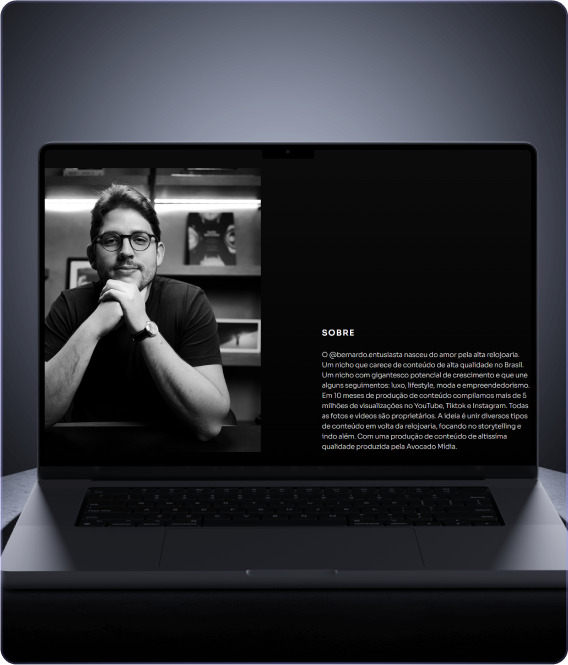 SOBRE
O @bernardo.entusiasta nasceu do amor pela alta relojoaria.
Um nicho que carece de conteúdo de alta qualidade no Brasil.
Um nicho com gigantesco potencial de crescimento e que une
alguns seguimentos: luxo, lifestyle, moda e empreendedorismo.
Em 10 meses de produção de conteúdo compilamos mais de 5
milhões de visualizações no YouTube, Tiktok e Instagram. Todas
as fotos e vídeos são proprietários. A ideia é unir diversos tipos
de conteúdo em volta da relojoaria, focando no storytelling e
indo além. Com uma produção de conteúdo de altíssima
qualidade produzida pela Avocado Mídia.